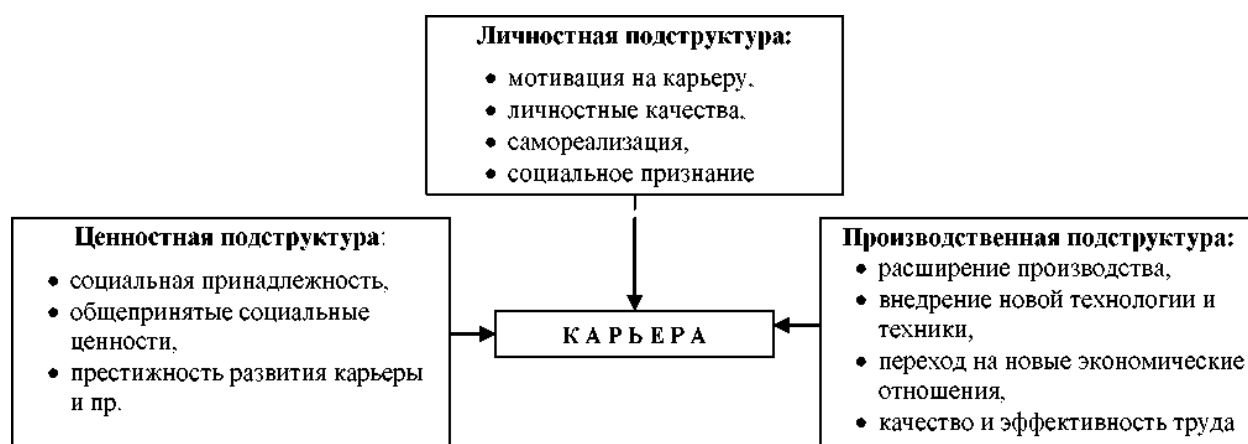 Личностная подструктура:
• мотивация на карьеру,
• личностные качества,
• самореализация,
• социальное признание
Ценностная подструктура:
• социальная принадлежность,
• общепринятые социальные
ценности,
• престижность развития карьеры
и пр.
КАРЬЕРА
Производственная подструктура:
• расширение производства,
• внедрение новой технологии и
техники,
• переход на новые экономические
отношения,
• качество и эффективность труда